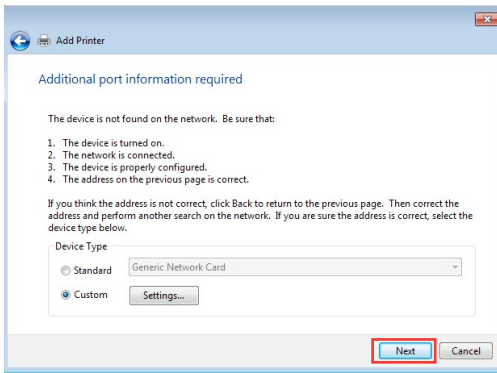 Add Printer
Additional port information required
The device is not found on the network. Be sure that:
1. The device is turned on.
2. The network is connected.
3. The device is properly configured.
4. The address on the previous page is correct.
If you think the address is not correct, click Back to return to the previous page. Then correct the
address and perform another search on the network. If you are sure the address is correct, select the
device type below.
Device Type
Standard Generic Network Card
Custom Settings...
Next Cancel